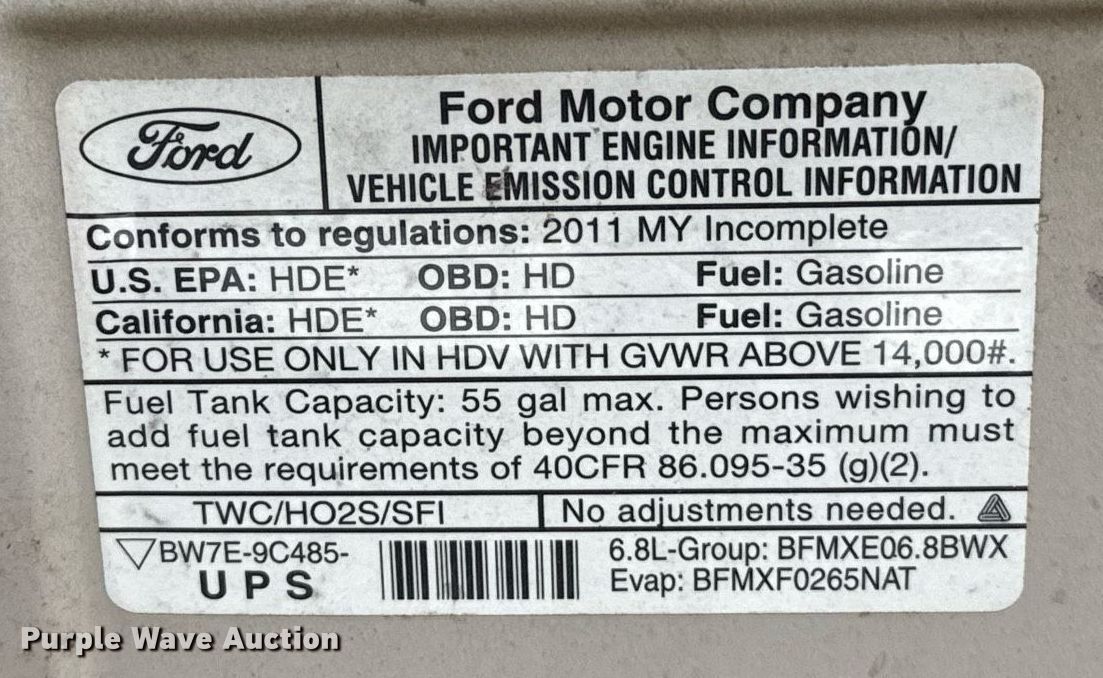 Ford
Ford Motor Company
IMPORTANT ENGINE INFORMATION/
VEHICLE EMISSION CONTROL INFORMATION
Conforms to regulations: 2011 MY Incomplete
U.S. EPA: HDE* OBD: HD Fuel: Gasoline
California: HDE* OBD: HD Fuel: Gasoline
* FOR USE ONLY IN HDV WITH GVWR ABOVE 14,000#.
Fuel Tank Capacity: 55 gal max. Persons wishing to
add fuel tank capacity beyond the maximum must
meet the requirements of 40CFR 86.095-35 (g)(2).
TWC/HO2S/SFI
No adjustments needed.
BW7E-9C485-
UPS
6.8L-Group: BFMXE06.8BWX
Evap: BFMXF0265NAT
Purple Wave Auction